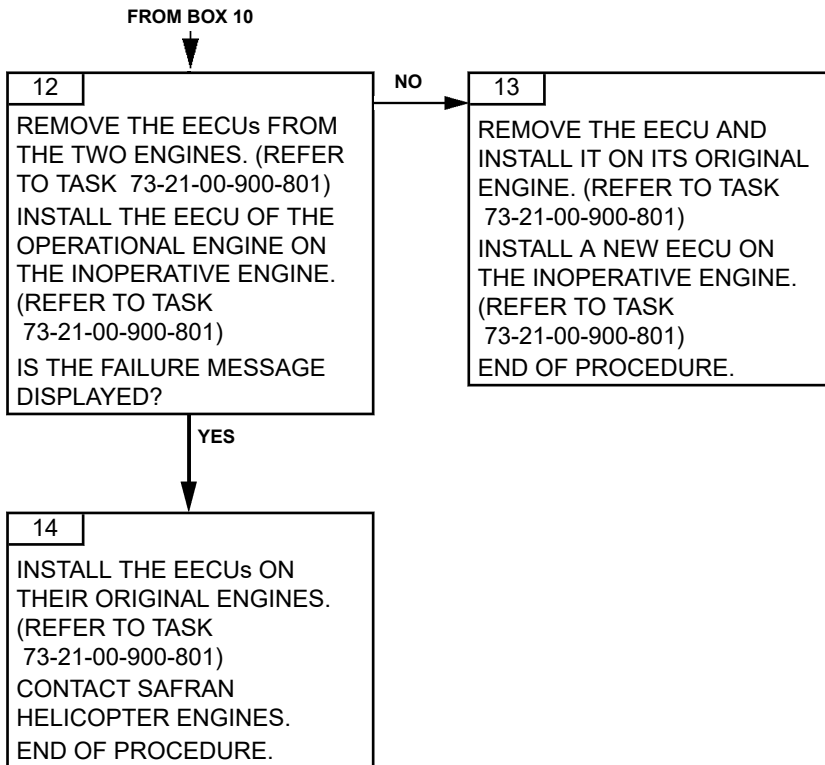 FROM BOX 10
12
REMOVE THE EECUs FROM
THE TWO ENGINES. (REFER
TO TASK 73-21-00-900-801)
INSTALL THE EECU OF THE
OPERATIONAL ENGINE ON
THE INOPERATIVE ENGINE.
(REFER TO TASK
73-21-00-900-801)
IS THE FAILURE MESSAGE
DISPLAYED?
NO
13
REMOVE THE EECU AND
INSTALL IT ON ITS ORIGINAL
ENGINE. (REFER TO TASK
73-21-00-900-801)
INSTALL A NEW EECU ON
THE INOPERATIVE ENGINE.
(REFER TO TASK
73-21-00-900-801)
END OF PROCEDURE.
YES
14
INSTALL THE EECUs ON
THEIR ORIGINAL ENGINES.
(REFER TO TASK
73-21-00-900-801)
CONTACT SAFRAN
HELICOPTER ENGINES.
END OF PROCEDURE.